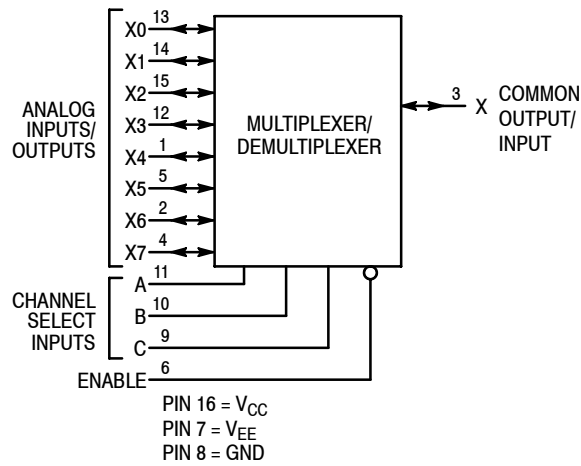 X0 13
X1 14
X2 15
X3 12
X4 1
X5 5
X6 2
X7 4
ANALOG
INPUTS/
OUTPUTS
MULTIPLEXER/
DEMULTIPLEXER
3 X
COMMON
OUTPUT/
INPUT
A 11
B 10
C 9
CHANNEL
SELECT
INPUTS
ENABLE 6
PIN 16 = VCC
PIN 7 = VEE
PIN 8 = GND